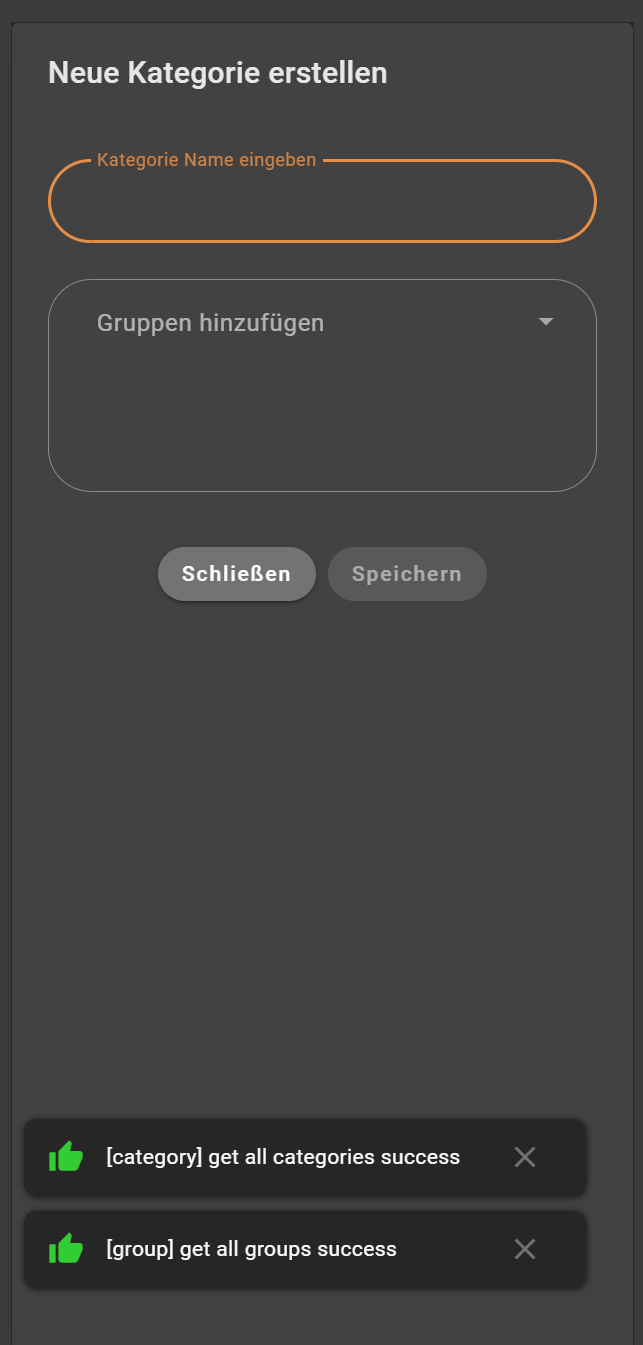 Neue Kategorie erstellen
Kategorie Name eingeben
Gruppen hinzufügen
Schließen Speichern
[category] get all categories success
[group] get all groups success